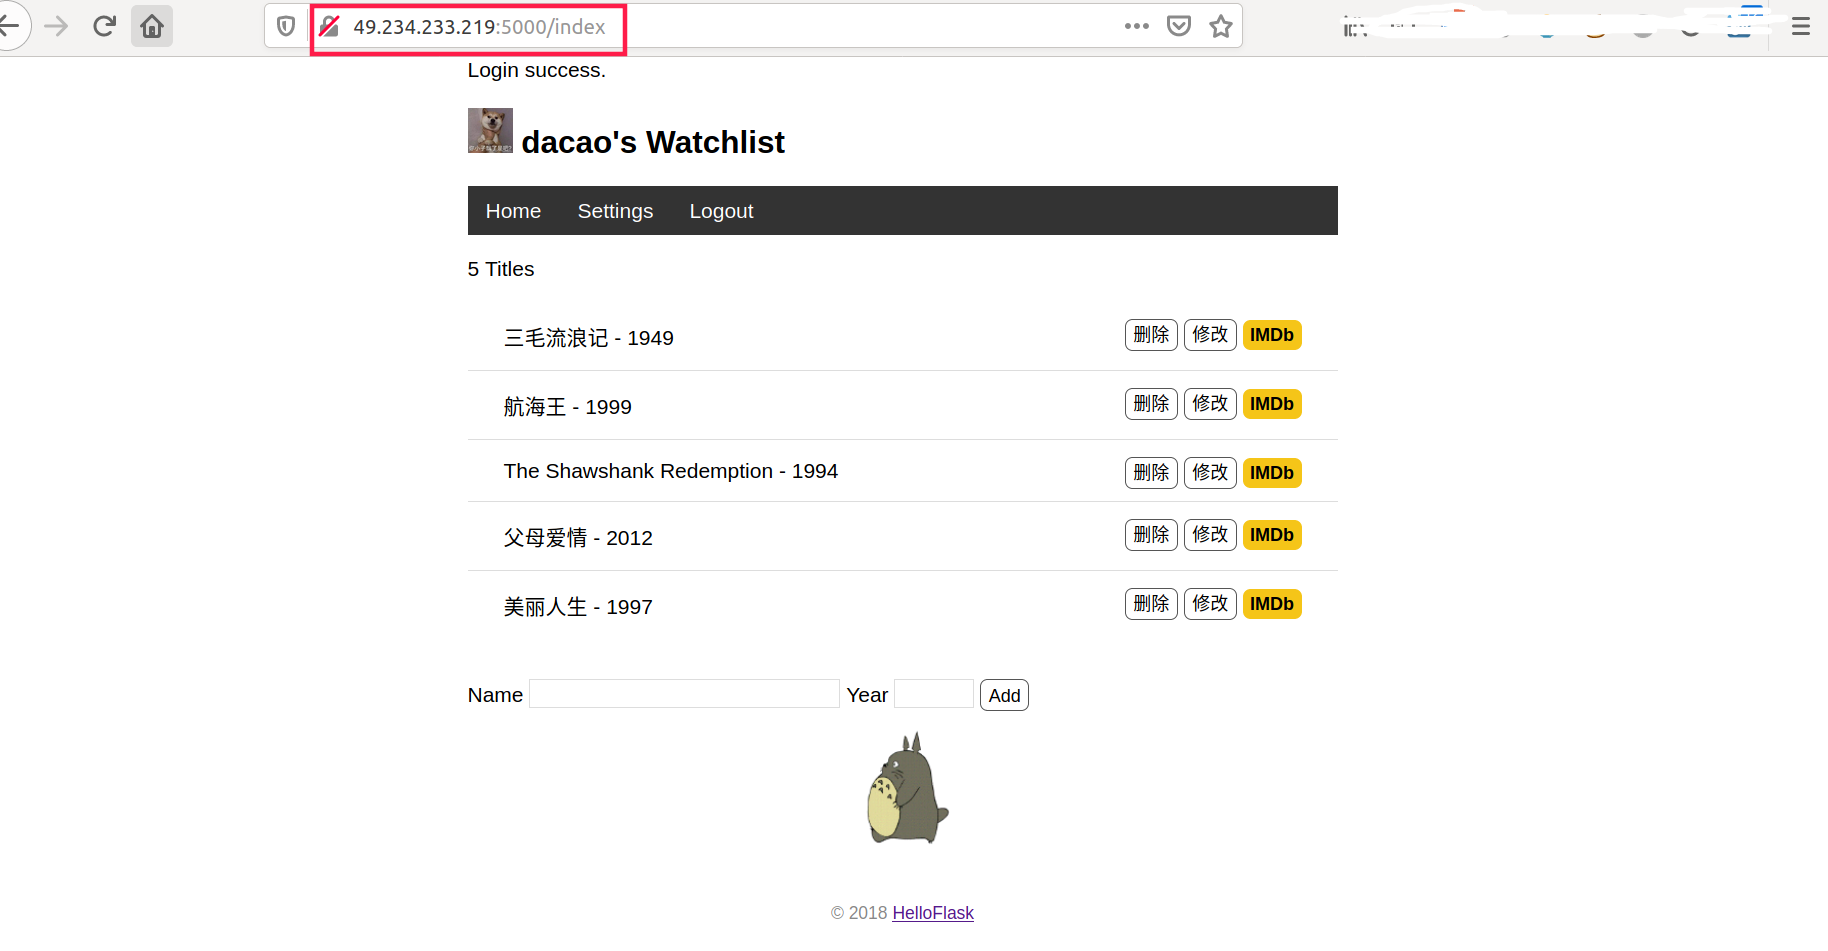 49.234.233.219:5000/index
Login success.
dacao's Watchlist
Home Settings Logout
5 Titles
三毛流浪记 - 1949 删除 修改 IMDb
航海王 - 1999 删除 修改 IMDb
The Shawshank Redemption - 1994 删除 修改 IMDb
父母爱情 - 2012 删除 修改 IMDb
美丽人生 - 1997 删除 修改 IMDb
Name Year Add
© 2018 HelloFlask